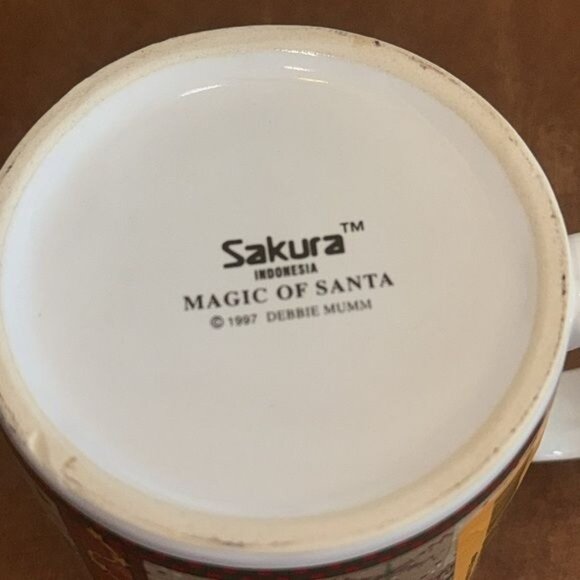 Sakura™
INDONESIA
MAGIC OF SANTA
© 1997 DEBBIE MUMM